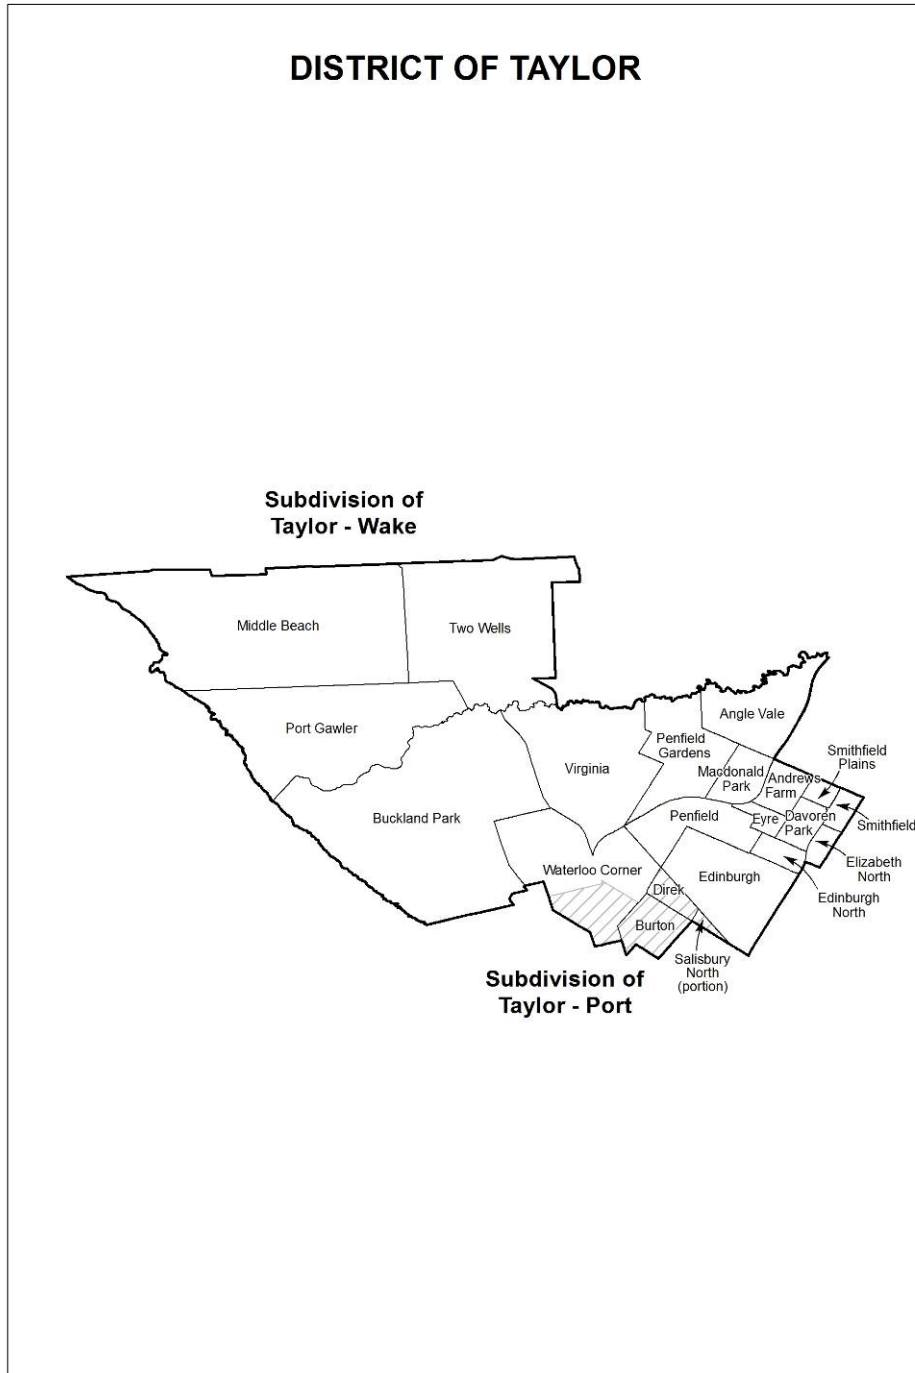 DISTRICT OF TAYLOR
Subdivision of
Taylor - Wake
Middle Beach
Two Wells
Port Gawler
Angle Vale
Penfield
Gardens
Smithfield
Plains
Virginia
Macdonald
Park
Andrews
Farm
Buckland Park
Penfield
Eyre
Davoren
Park
Smithfield
Elizabeth
North
Waterloo Corner
Direk
Edinburgh
Edinburgh
North
Burton
Salisbury
North
(portion)
Subdivision of
Taylor - Port